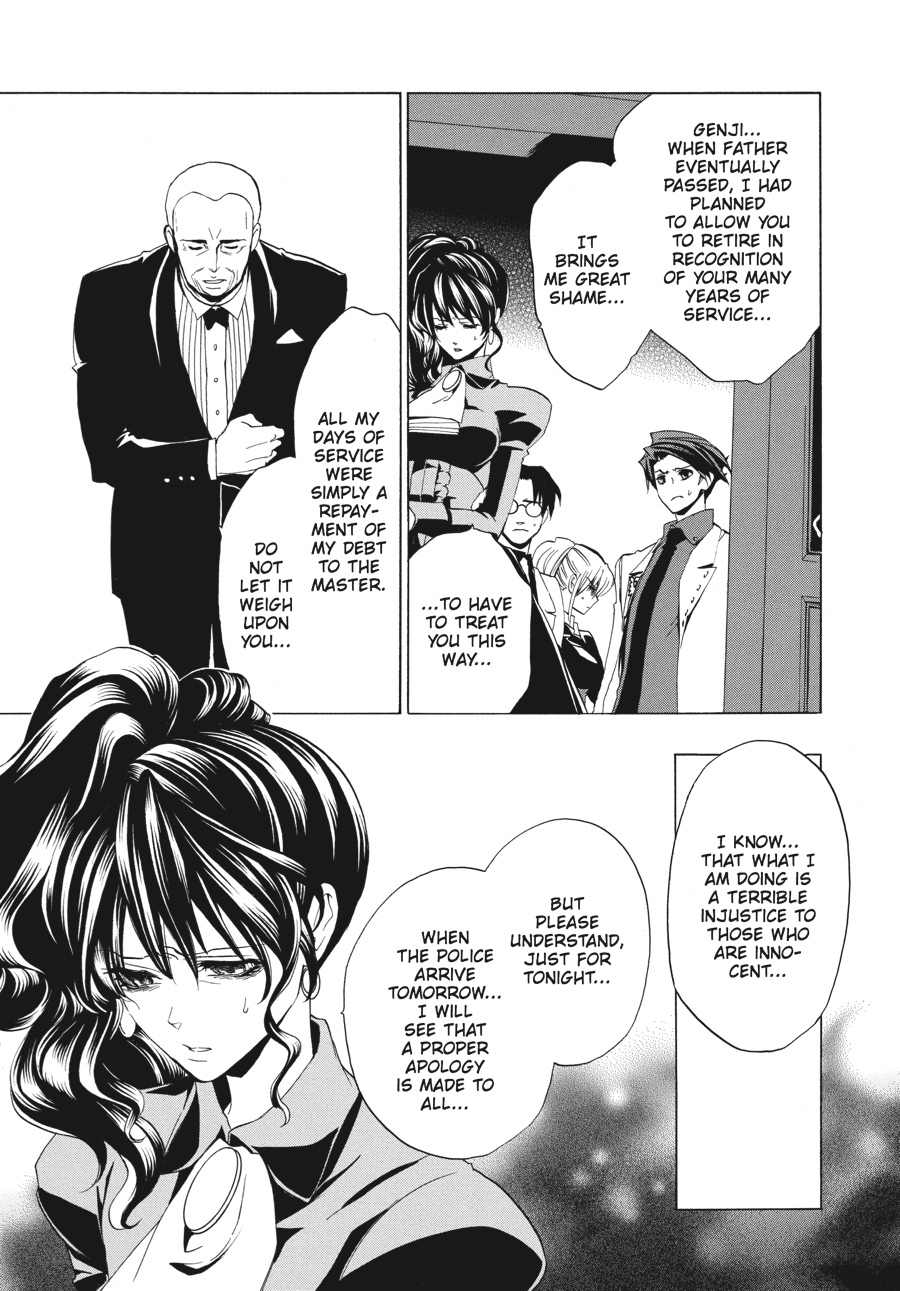 GENJI...
WHEN FATHER
EVENTUALLY
PASSED, I HAD
PLANNED
TO ALLOW YOU
TO RETIRE IN
RECOGNITION
OF YOUR MANY
YEARS OF
SERVICE...
IT
BRINGS
ME GREAT
SHAME...
...TO HAVE
TO TREAT
YOU THIS
WAY...
ALL MY
DAYS OF
SERVICE
WERE
SIMPLY A
REPAY-
MENT OF
MY DEBT
TO THE
MASTER.
DO
NOT
LET IT
WEIGH
UPON
YOU...
I KNOW...
THAT WHAT I
AM DOING IS
A TERRIBLE
INJUSTICE TO
THOSE WHO
ARE INNO-
CENT...
BUT
PLEASE
UNDERSTAND,
JUST FOR
TONIGHT...
WHEN
THE POLICE
ARRIVE
TOMORROW...
I WILL
SEE THAT
A PROPER
APOLOGY
IS MADE TO
ALL...